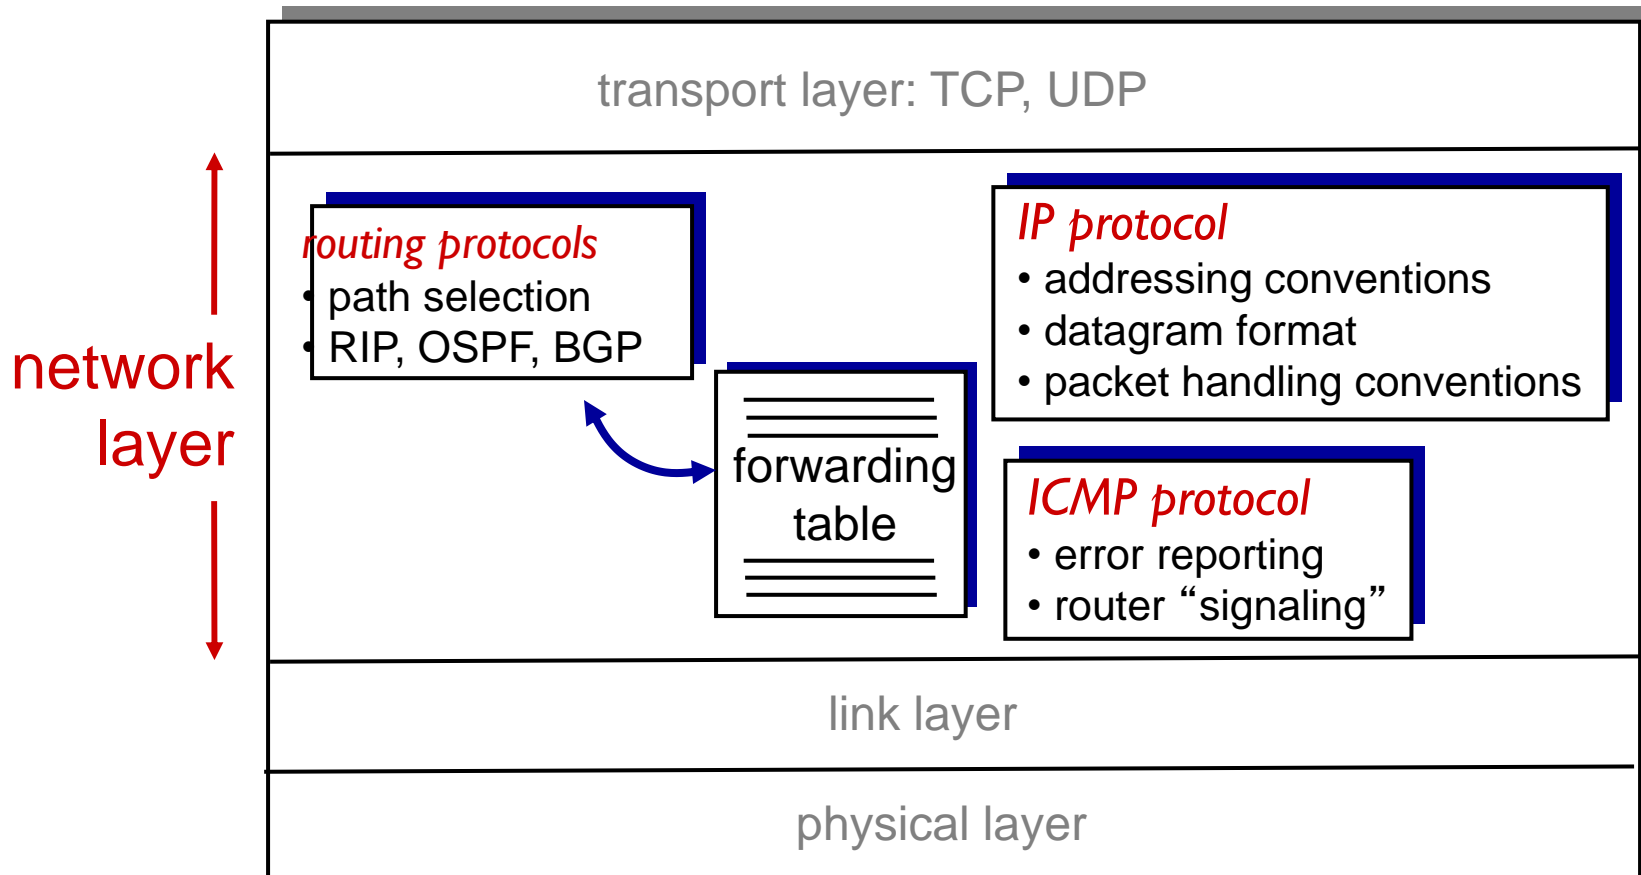 transport layer: TCP, UDP
network
layer
routing protocols
• path selection
• RIP, OSPF, BGP
forwarding
table
IP protocol
• addressing conventions
• datagram format
• packet handling conventions
ICMP protocol
• error reporting
• router “signaling”
link layer
physical layer